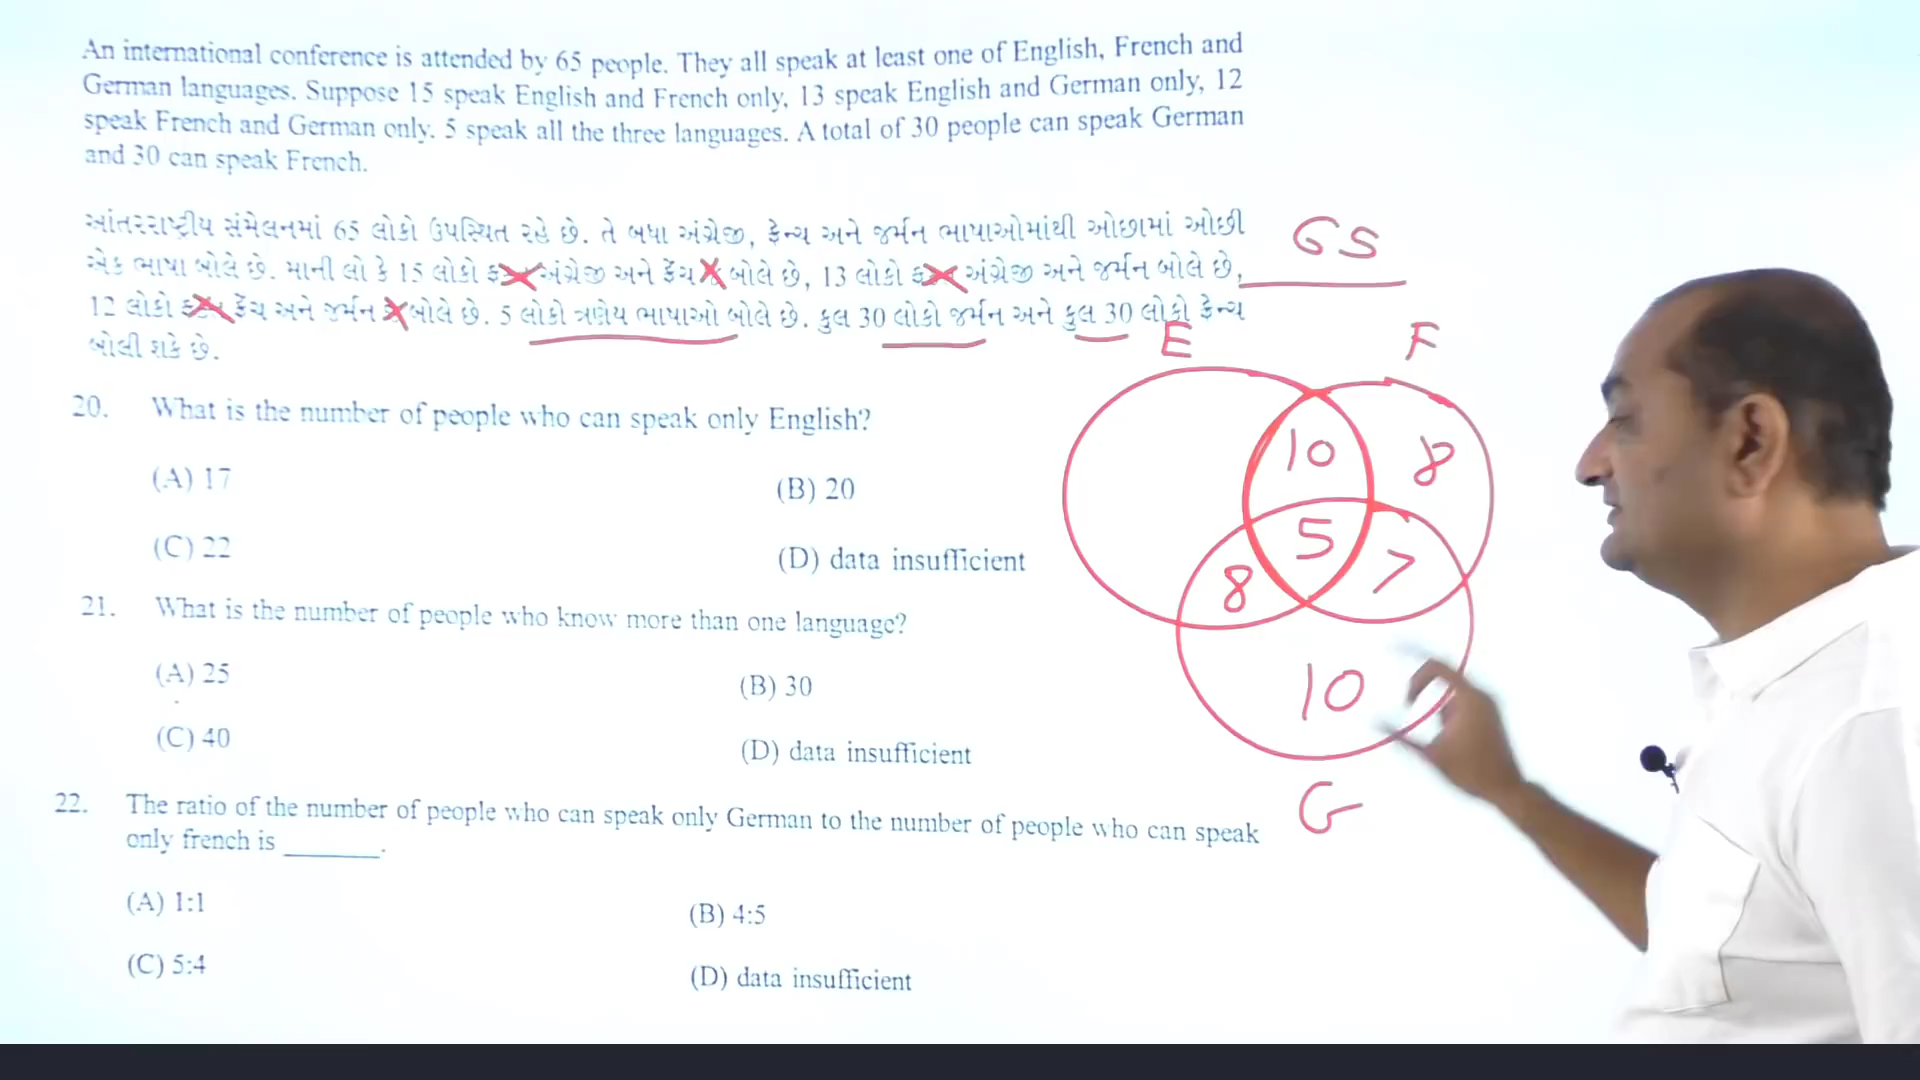 An international conference is attended by 65 people. They all speak at least one of English, French and
German languages. Suppose 15 speak English and French only, 13 speak English and German only, 12
speak French and German only. 5 speak all the three languages. A total of 30 people can speak German
and 30 can speak French.
આંતરરાષ્ટ્રીય સંમેલનમાં 65 લોકો ઉપસ્થિત રહે છે. તે બધા અંગ્રેજી, ફ્રેન્ચ અને જર્મન ભાષાઓમાંથી ઓછામાં ઓછી
એક ભાષા બોલે છે. માની લો કે 15 લોકો અંગ્રેજી અને ફ્રેંચ બોલે છે, 13 લોકો અંગ્રેજી અને જર્મન બોલે છે,
12 લોકો ફ્રેંચ અને જર્મન બોલે છે. 5 લોકો ત્રણેય ભાષાઓ બોલે છે. કુલ 30 લોકો જર્મન અને કુલ 30 લોકો ફ્રેન્ચ
બોલી શકે છે.
65
E
F
10
8
5
8
7
10
G
20. What is the number of people who can speak only English?
(A) 17 (B) 20
(C) 22 (D) data insufficient
21. What is the number of people who know more than one language?
(A) 25 (B) 30
(C) 40 (D) data insufficient
22. The ratio of the number of people who can speak only German to the number of people who can speak
only french is ______.
(A) 1:1 (B) 4:5
(C) 5:4 (D) data insufficient